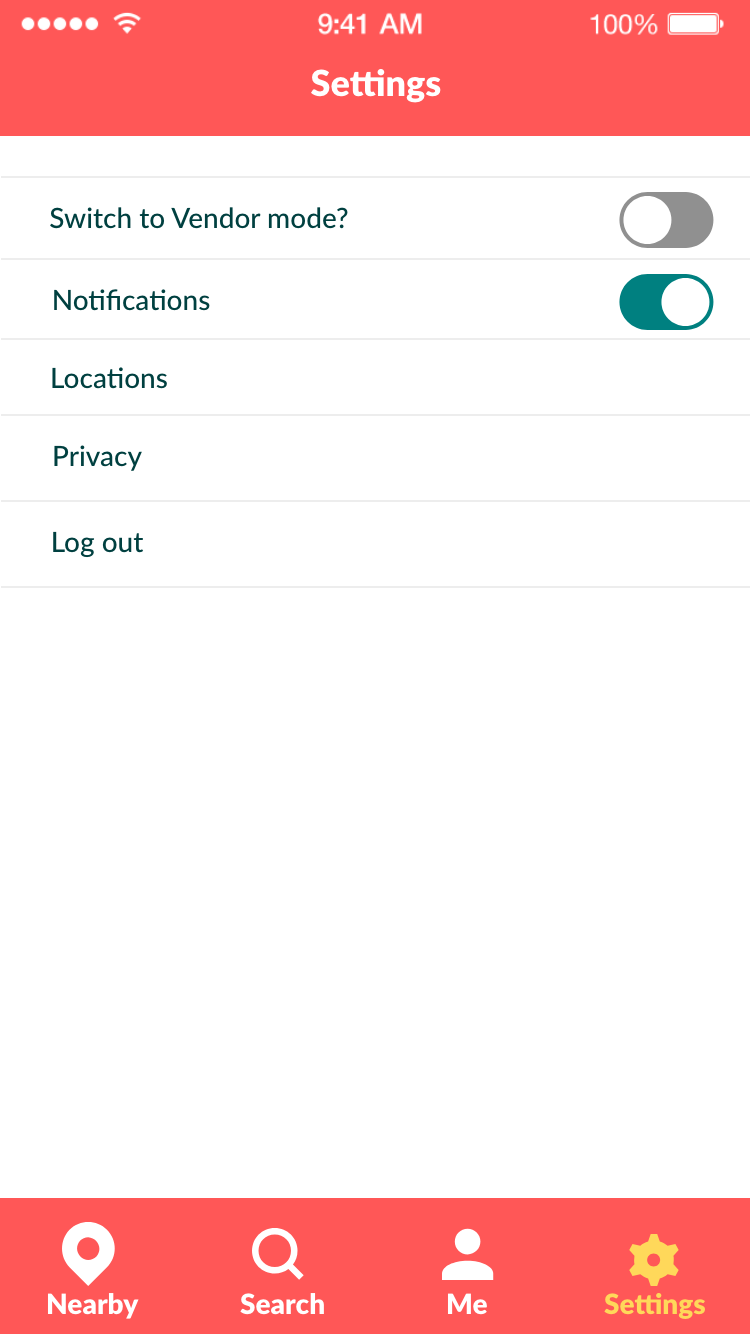 9:41 AM 100%
Settings
Switch to Vendor mode?
Notifications
Locations
Privacy
Log out
Nearby Search Me Settings